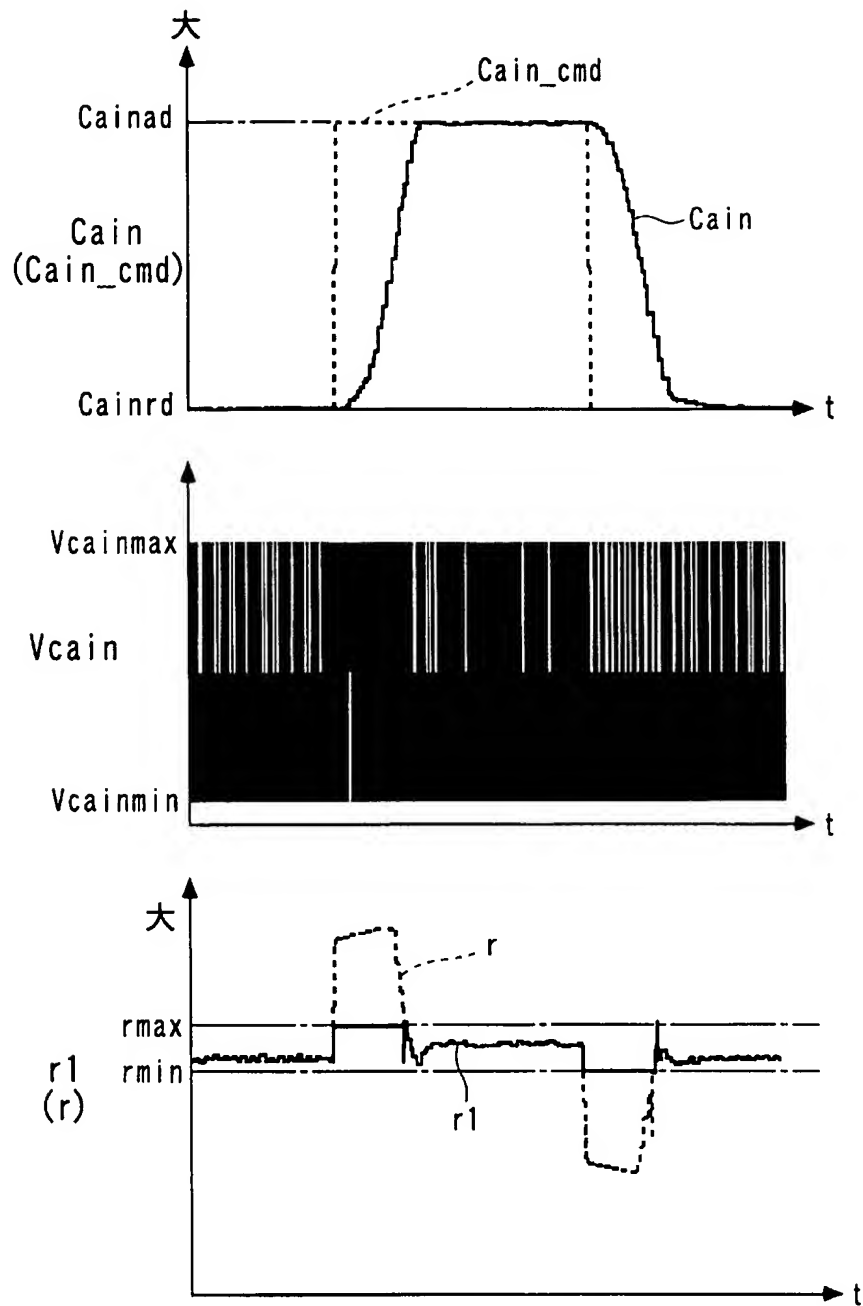 大
Cain_cmd
Cainad
Cain
(Cain_cmd)
Cain
Cainrd
t
Vcainmax
Vcain
Vcainmin
t
大
r
rmax
r1
(r)
rmin
r1
t